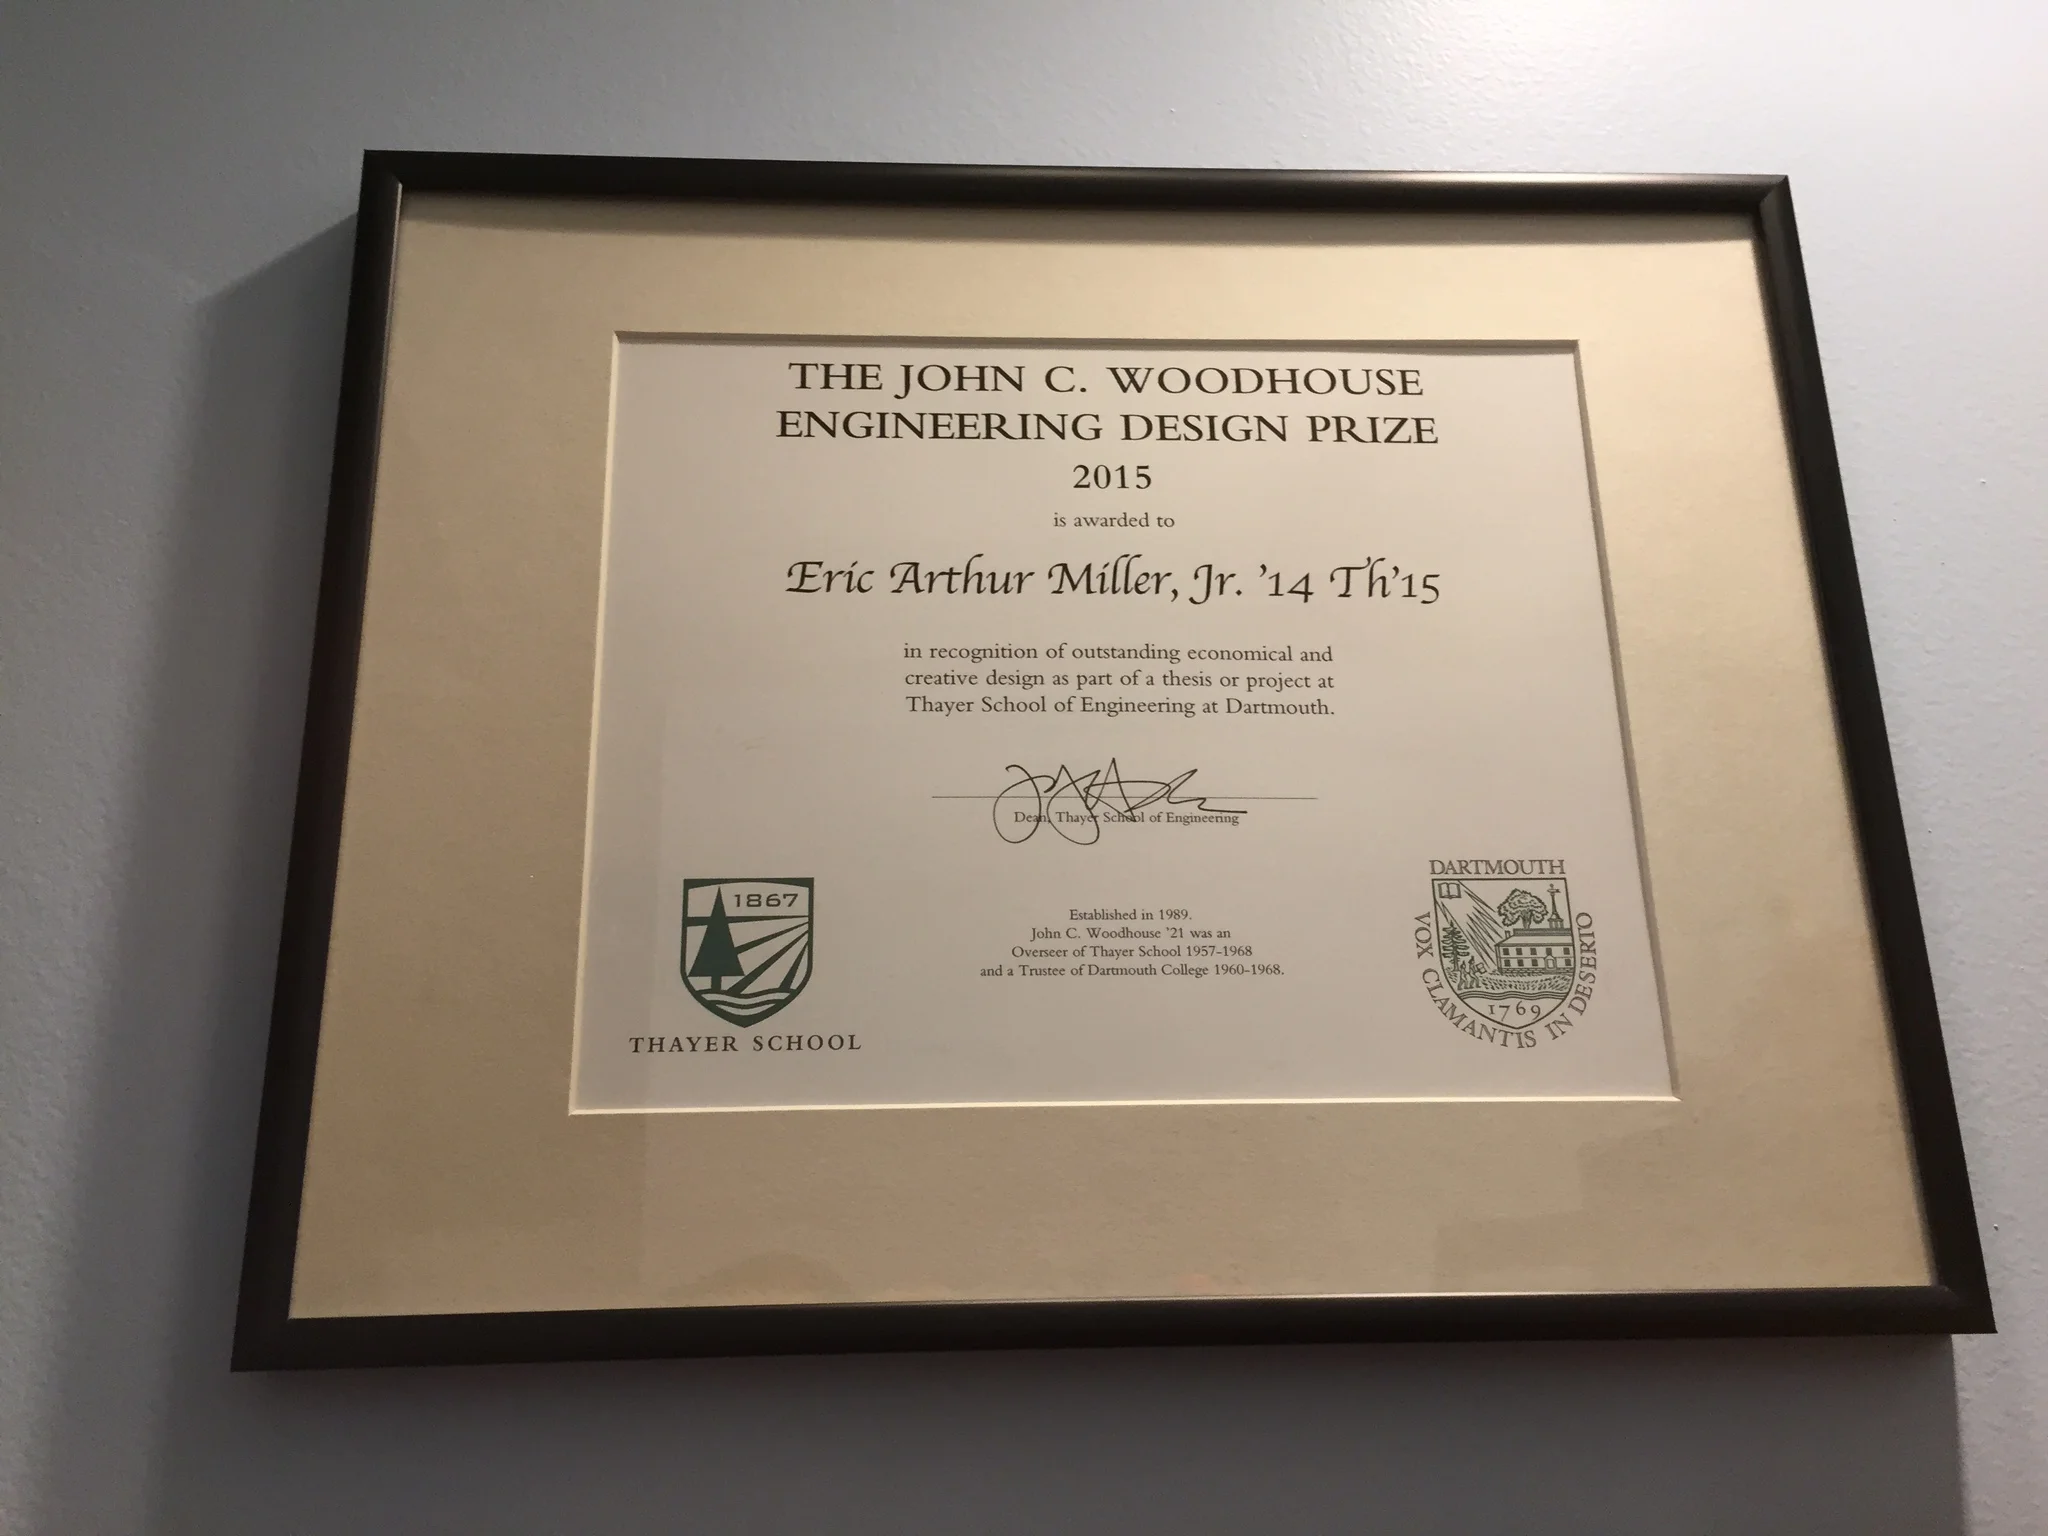 THE JOHN C. WOODHOUSE
ENGINEERING DESIGN PRIZE
2015
is awarded to
Eric Arthur Miller, Jr. '14 Th'15
in recognition of outstanding economical and
creative design as part of a thesis or project at
Thayer School of Engineering at Dartmouth.
Dean, Thayer School of Engineering
1867
THAYER SCHOOL
Established in 1989.
John C. Woodhouse '21 was an
Overseer of Thayer School 1957-1968
and a Trustee of Dartmouth College 1960-1968.
DARTMOUTH
VOX CLAMANTIS IN DESERTO
1769